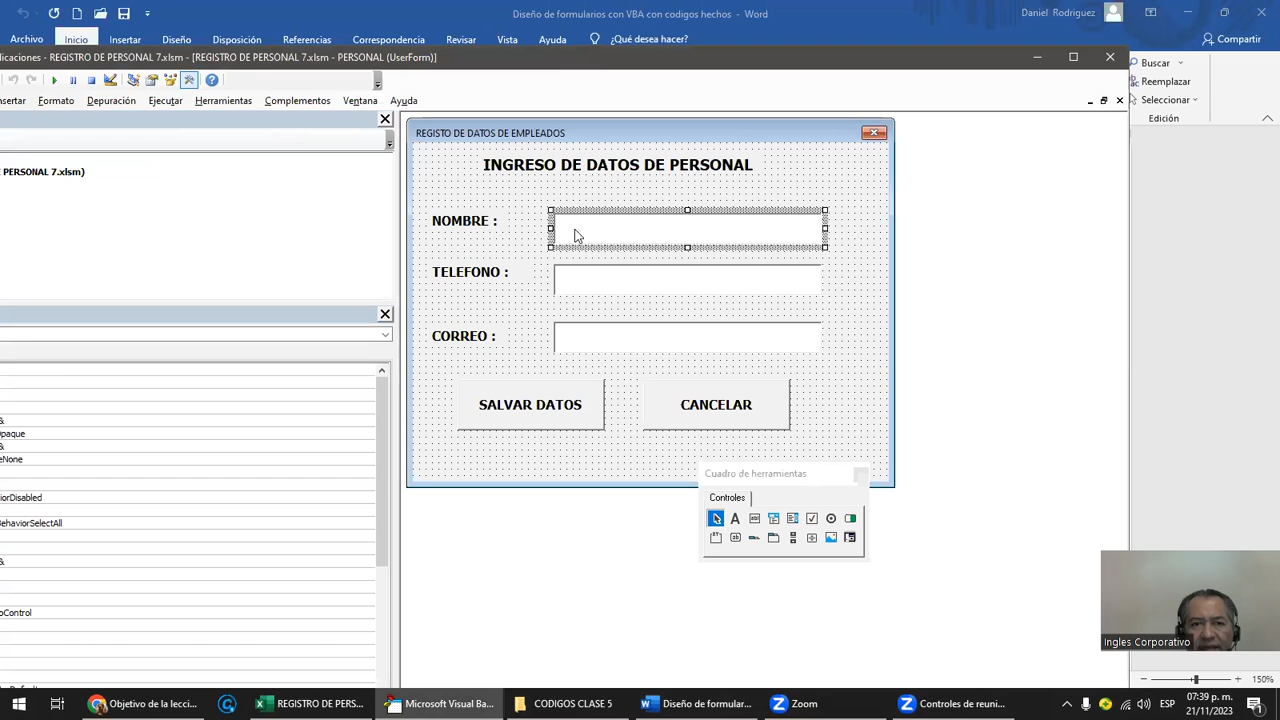 Diseño de formularios con VBA con codigos hechos - Word
Daniel Rodriguez
Archivo Inicio Insertar Diseño Disposición Referencias Correspondencia Revisar Vista Ayuda ¿Qué desea hacer? Compartir
licaciones - REGISTRO DE PERSONAL 7.xlsm - [REGISTRO DE PERSONAL 7.xlsm - PERSONAL (UserForm)]
Buscar
Reemplazar
Seleccionar
Edición
nsertar Formato Depuración Ejecutar Herramientas Complementos Ventana Ayuda
REGISTO DE DATOS DE EMPLEADOS
INGRESO DE DATOS DE PERSONAL
PERSONAL 7.xlsm)
NOMBRE :
TELEFONO :
CORREO :
SALVAR DATOS CANCELAR
&
Opaque
&
eNone
iorDisabled
BehaviorSelectAll
&
oControl
Cuadro de herramientas
Controles
A
Ingles Corporativo
150%
Objetivo de la lecci...
REGISTRO DE PERS...
Microsoft Visual Ba...
CODIGOS CLASE 5
Diseño de formular...
Zoom
Controles de reuni...
ESP
07:39 p. m.
21/11/2023